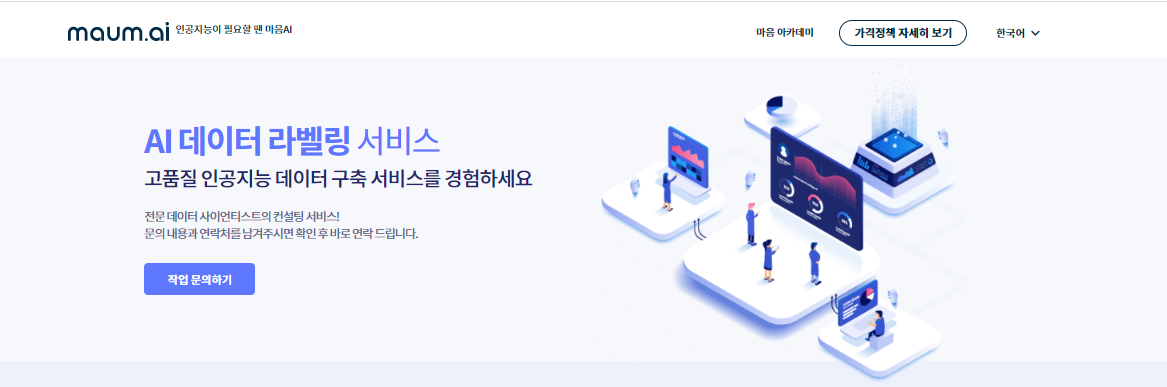 maum.ai 인공지능이 필요할 땐 마음AI
마음 아카데미
가격정책 자세히 보기
한국어
AI 데이터 라벨링 서비스
고품질 인공지능 데이터 구축 서비스를 경험하세요
전문 데이터 사이언티스트의 컨설팅 서비스!
문의 내용과 연락처를 남겨주시면 확인 후 바로 연락 드립니다.
작업 문의하기